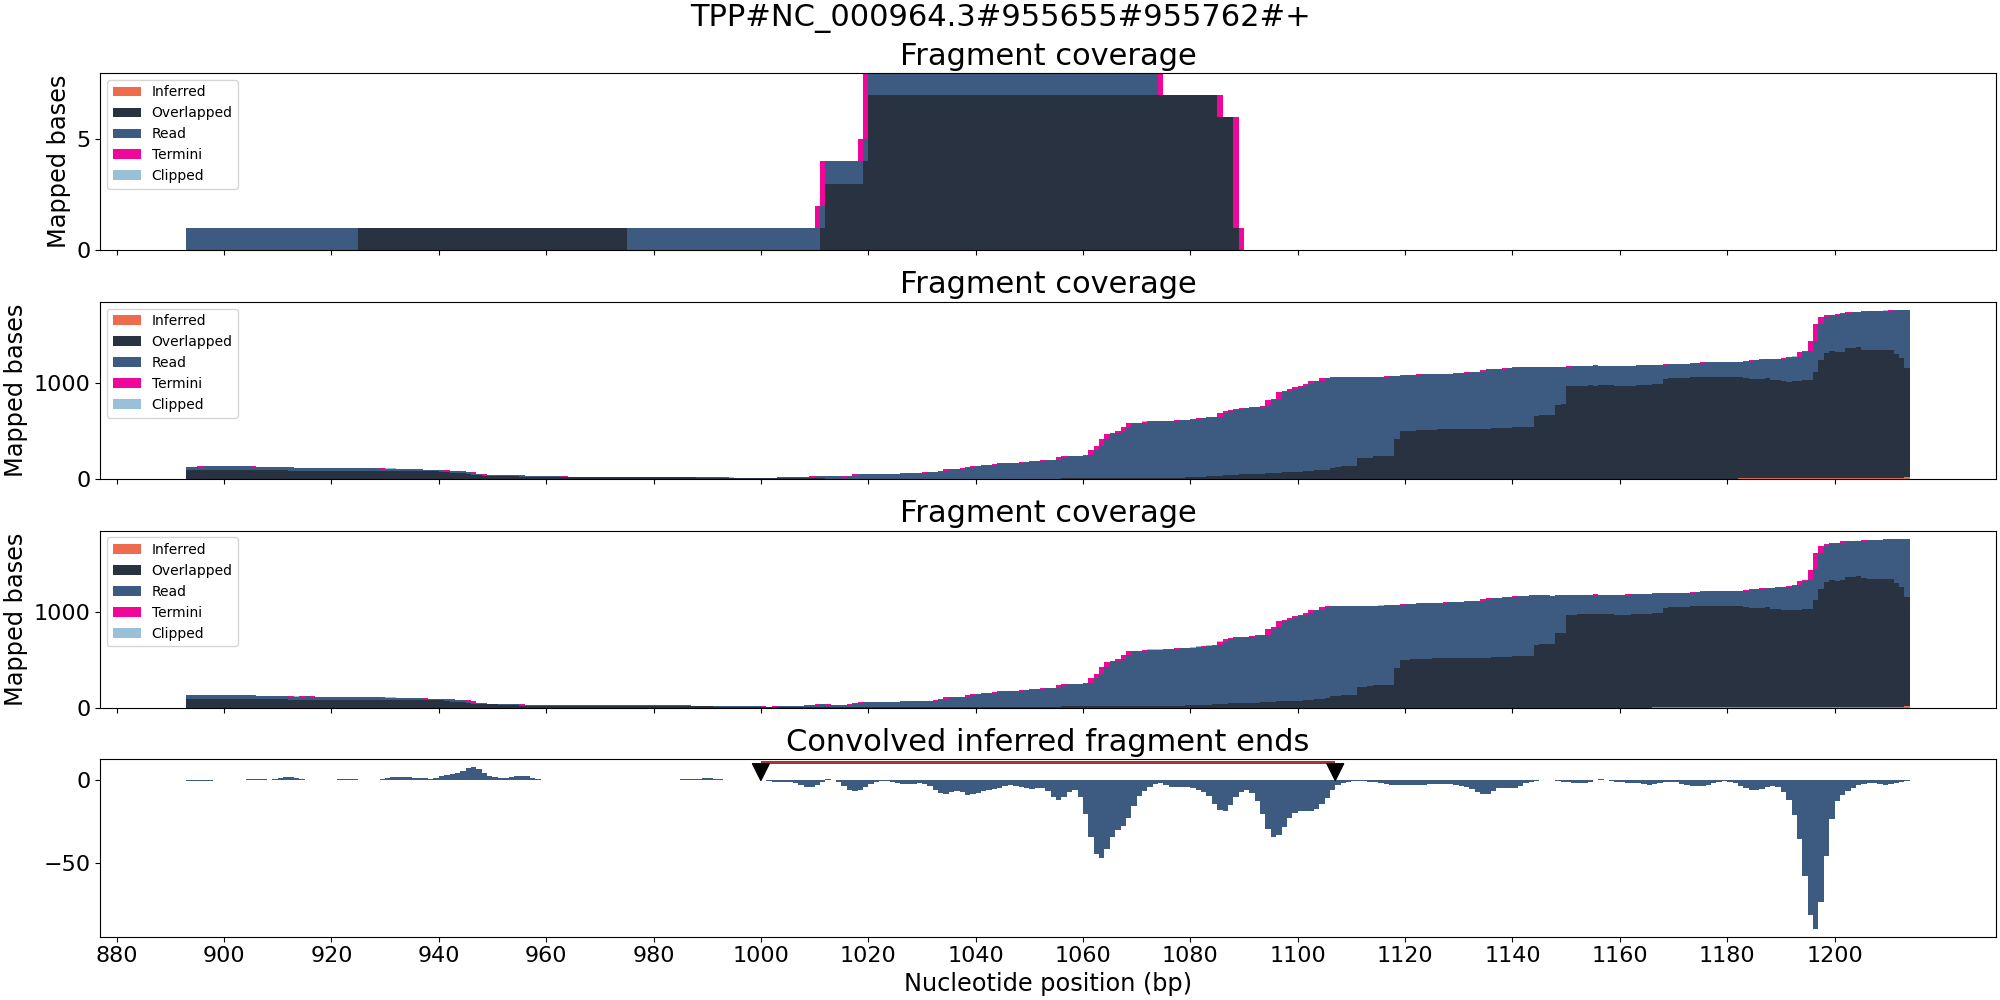 TPP#NC_000964.3#955655#955762#+
Fragment coverage
Mapped bases
5
0
Inferred
Overlapped
Read
Termini
Clipped
Fragment coverage
Mapped bases
1000
0
Inferred
Overlapped
Read
Termini
Clipped
Fragment coverage
Mapped bases
1000
0
Inferred
Overlapped
Read
Termini
Clipped
Convolved inferred fragment ends
0
−50
880 900 920 940 960 980 1000 1020 1040 1060 1080 1100 1120 1140 1160 1180 1200
Nucleotide position (bp)